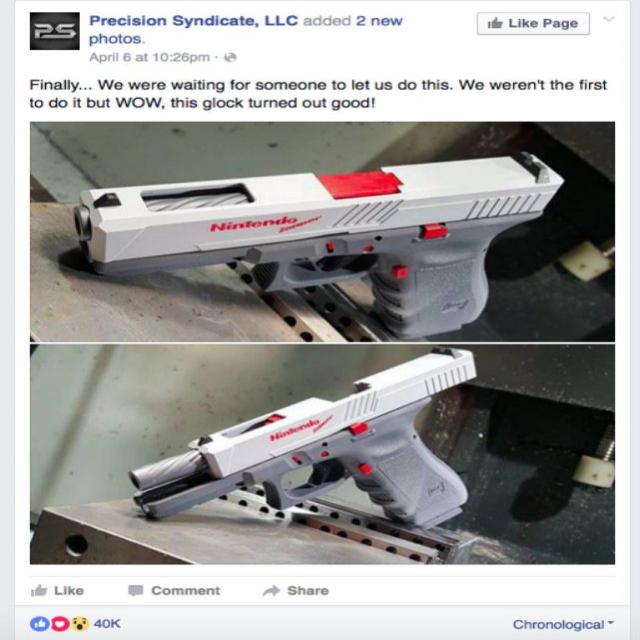 PS
Precision Syndicate, LLC added 2 new
photos.
April 6 at 10:26pm ·
Like Page
Finally... We were waiting for someone to let us do this. We weren't the first
to do it but WOW, this glock turned out good!
Nintendo
Nintendo
Like
Comment
Share
40K
Chronological